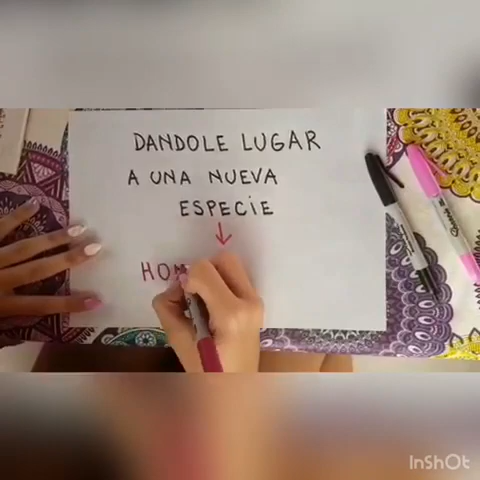 DANDOLE LUGAR
A UNA NUEVA
ESPECIE
HOM
InShOt